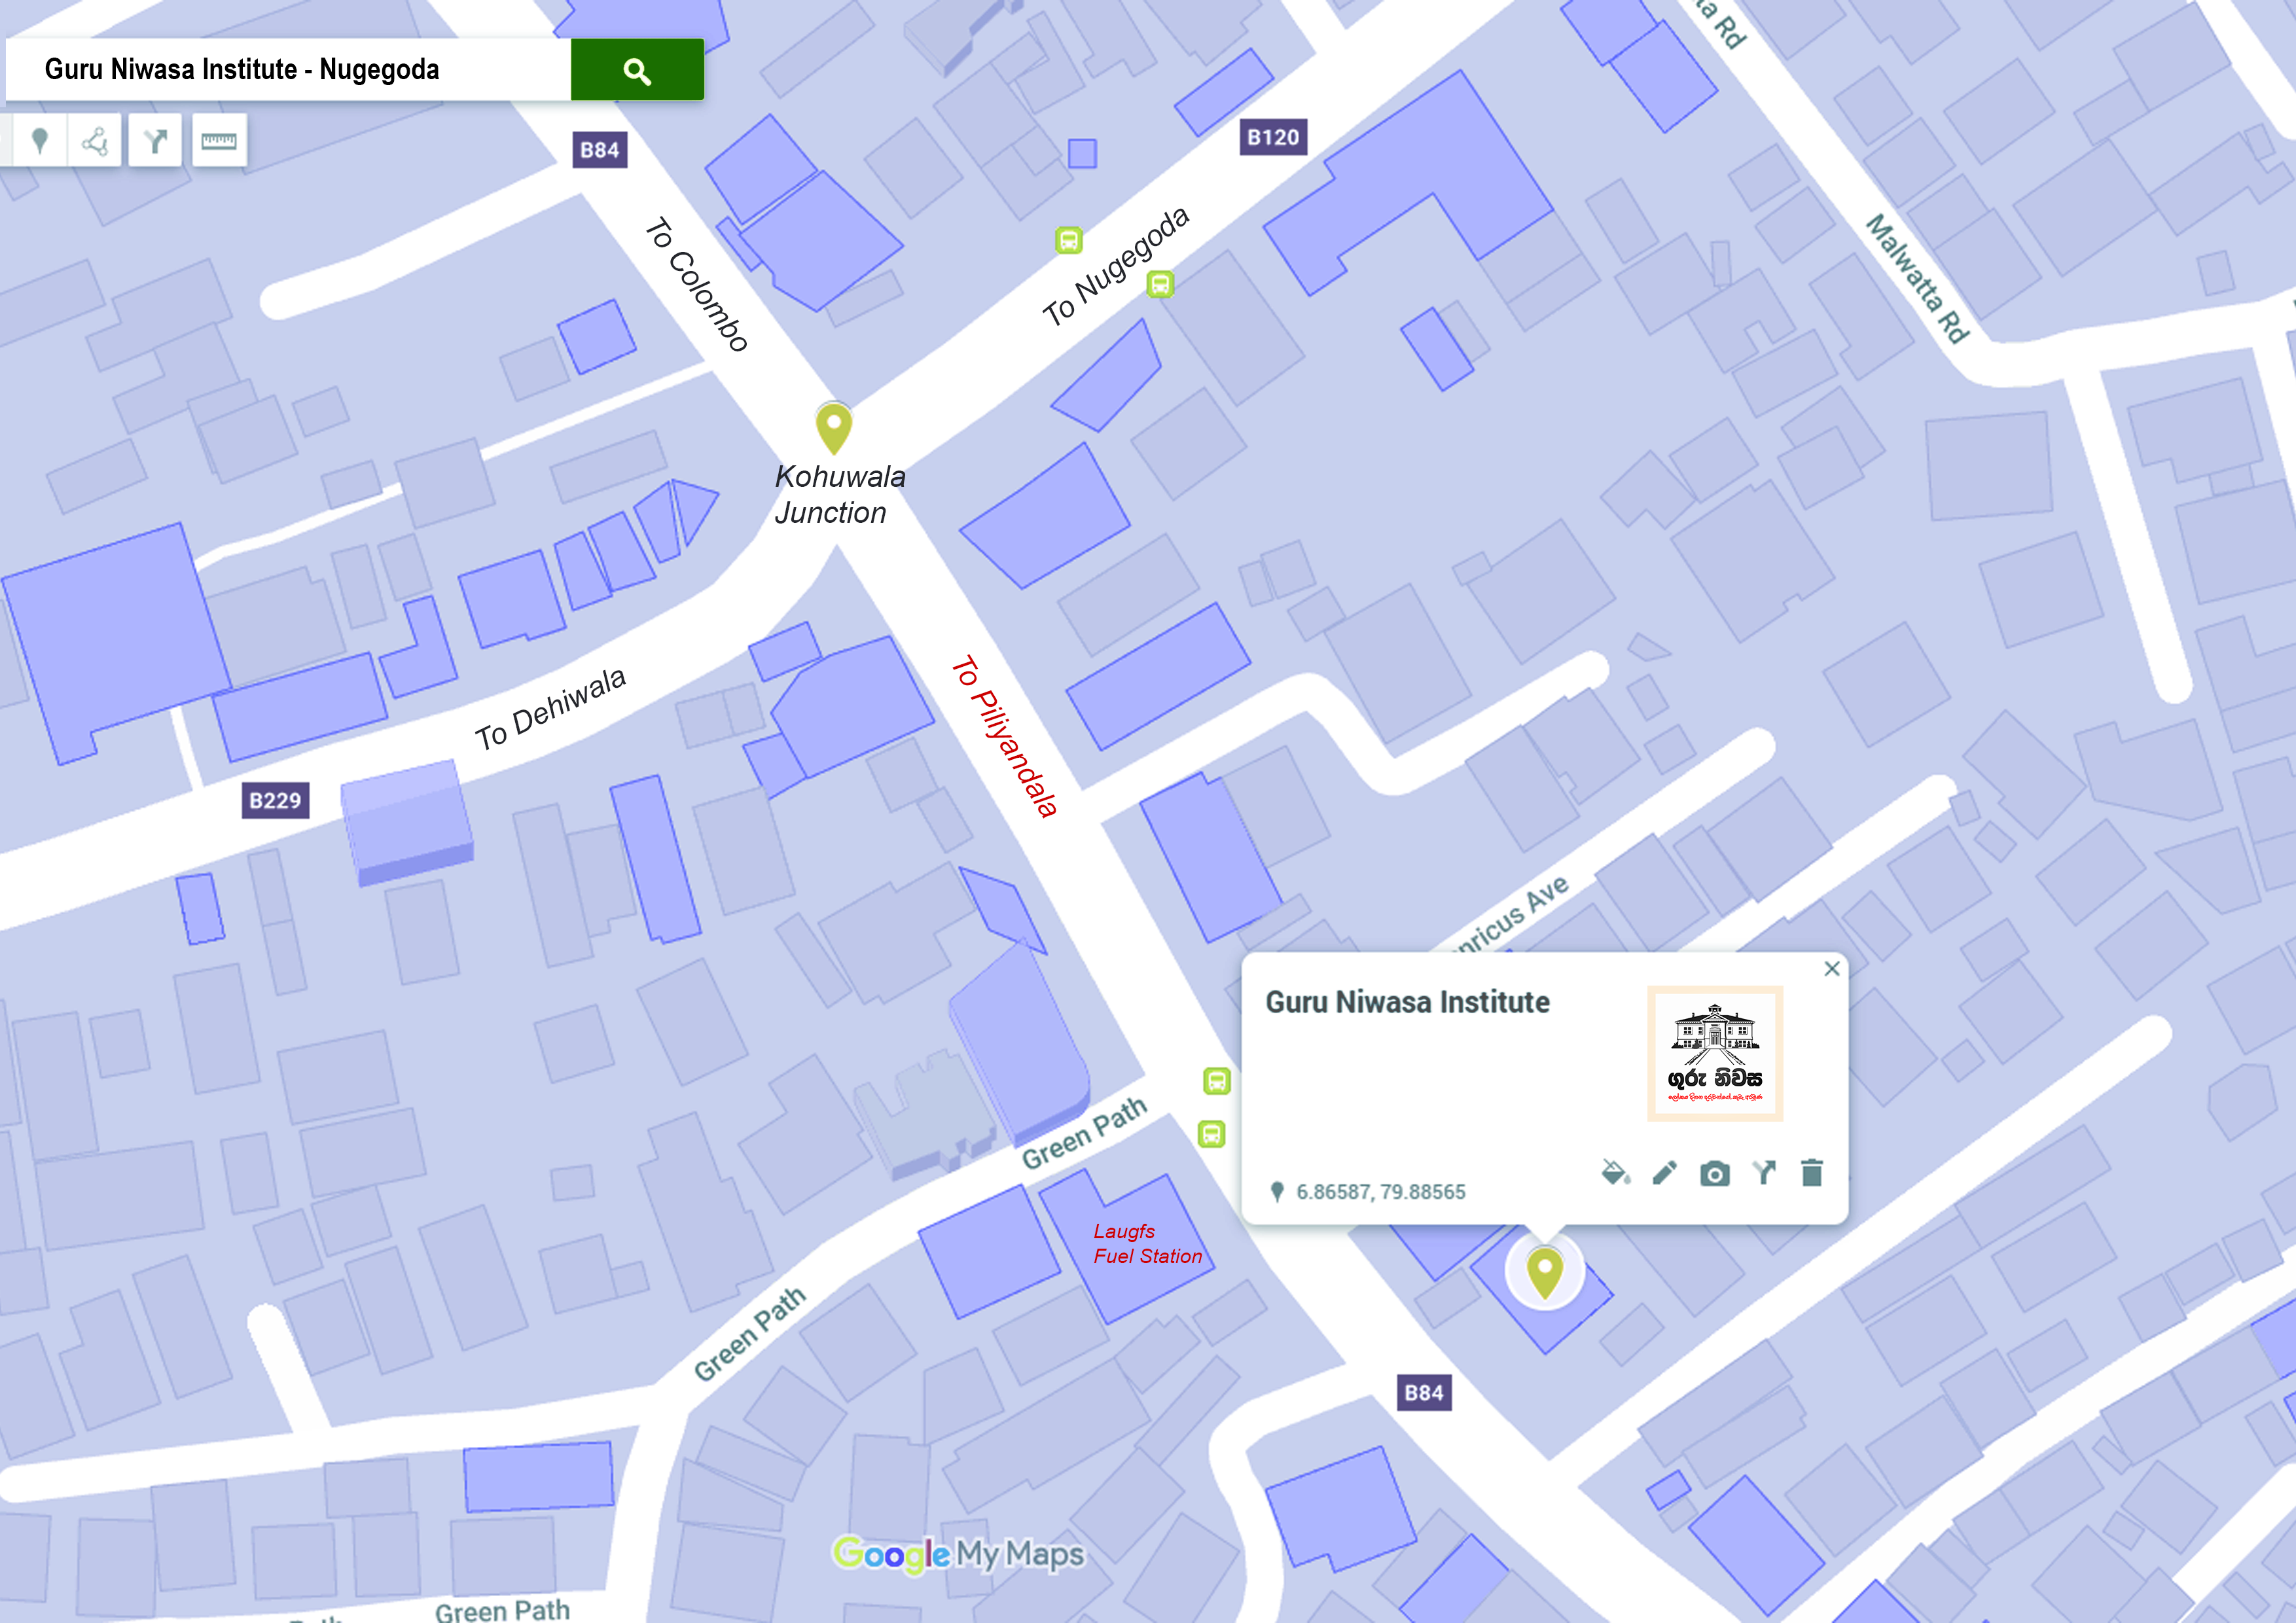 ta Rd
Guru Niwasa Institute - Nugegoda
B84
B120
To Colombo
To Nugegoda
Malwatta Rd
Kohuwala
Junction
To Dehiwala
To Piliyandala
B229
Guru Niwasa Institute
ගුරු නිවස
6.86587, 79.88565
Green Path
Laugfs
Fuel Station
Green Path
B84
Google My Maps
Green Path